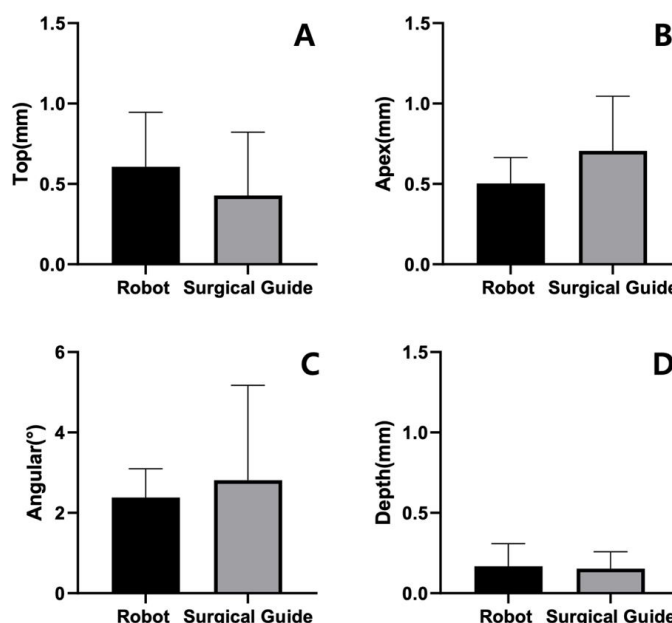 A
Top(mm)
1.5
1.0
0.5
0.0
Robot Surgical Guide
B
Apex(mm)
1.5
1.0
0.5
0.0
Robot Surgical Guide
C
Angular(°)
6
4
2
0
Robot Surgical Guide
D
Depth(mm)
1.5
1.0
0.5
0.0
Robot Surgical Guide